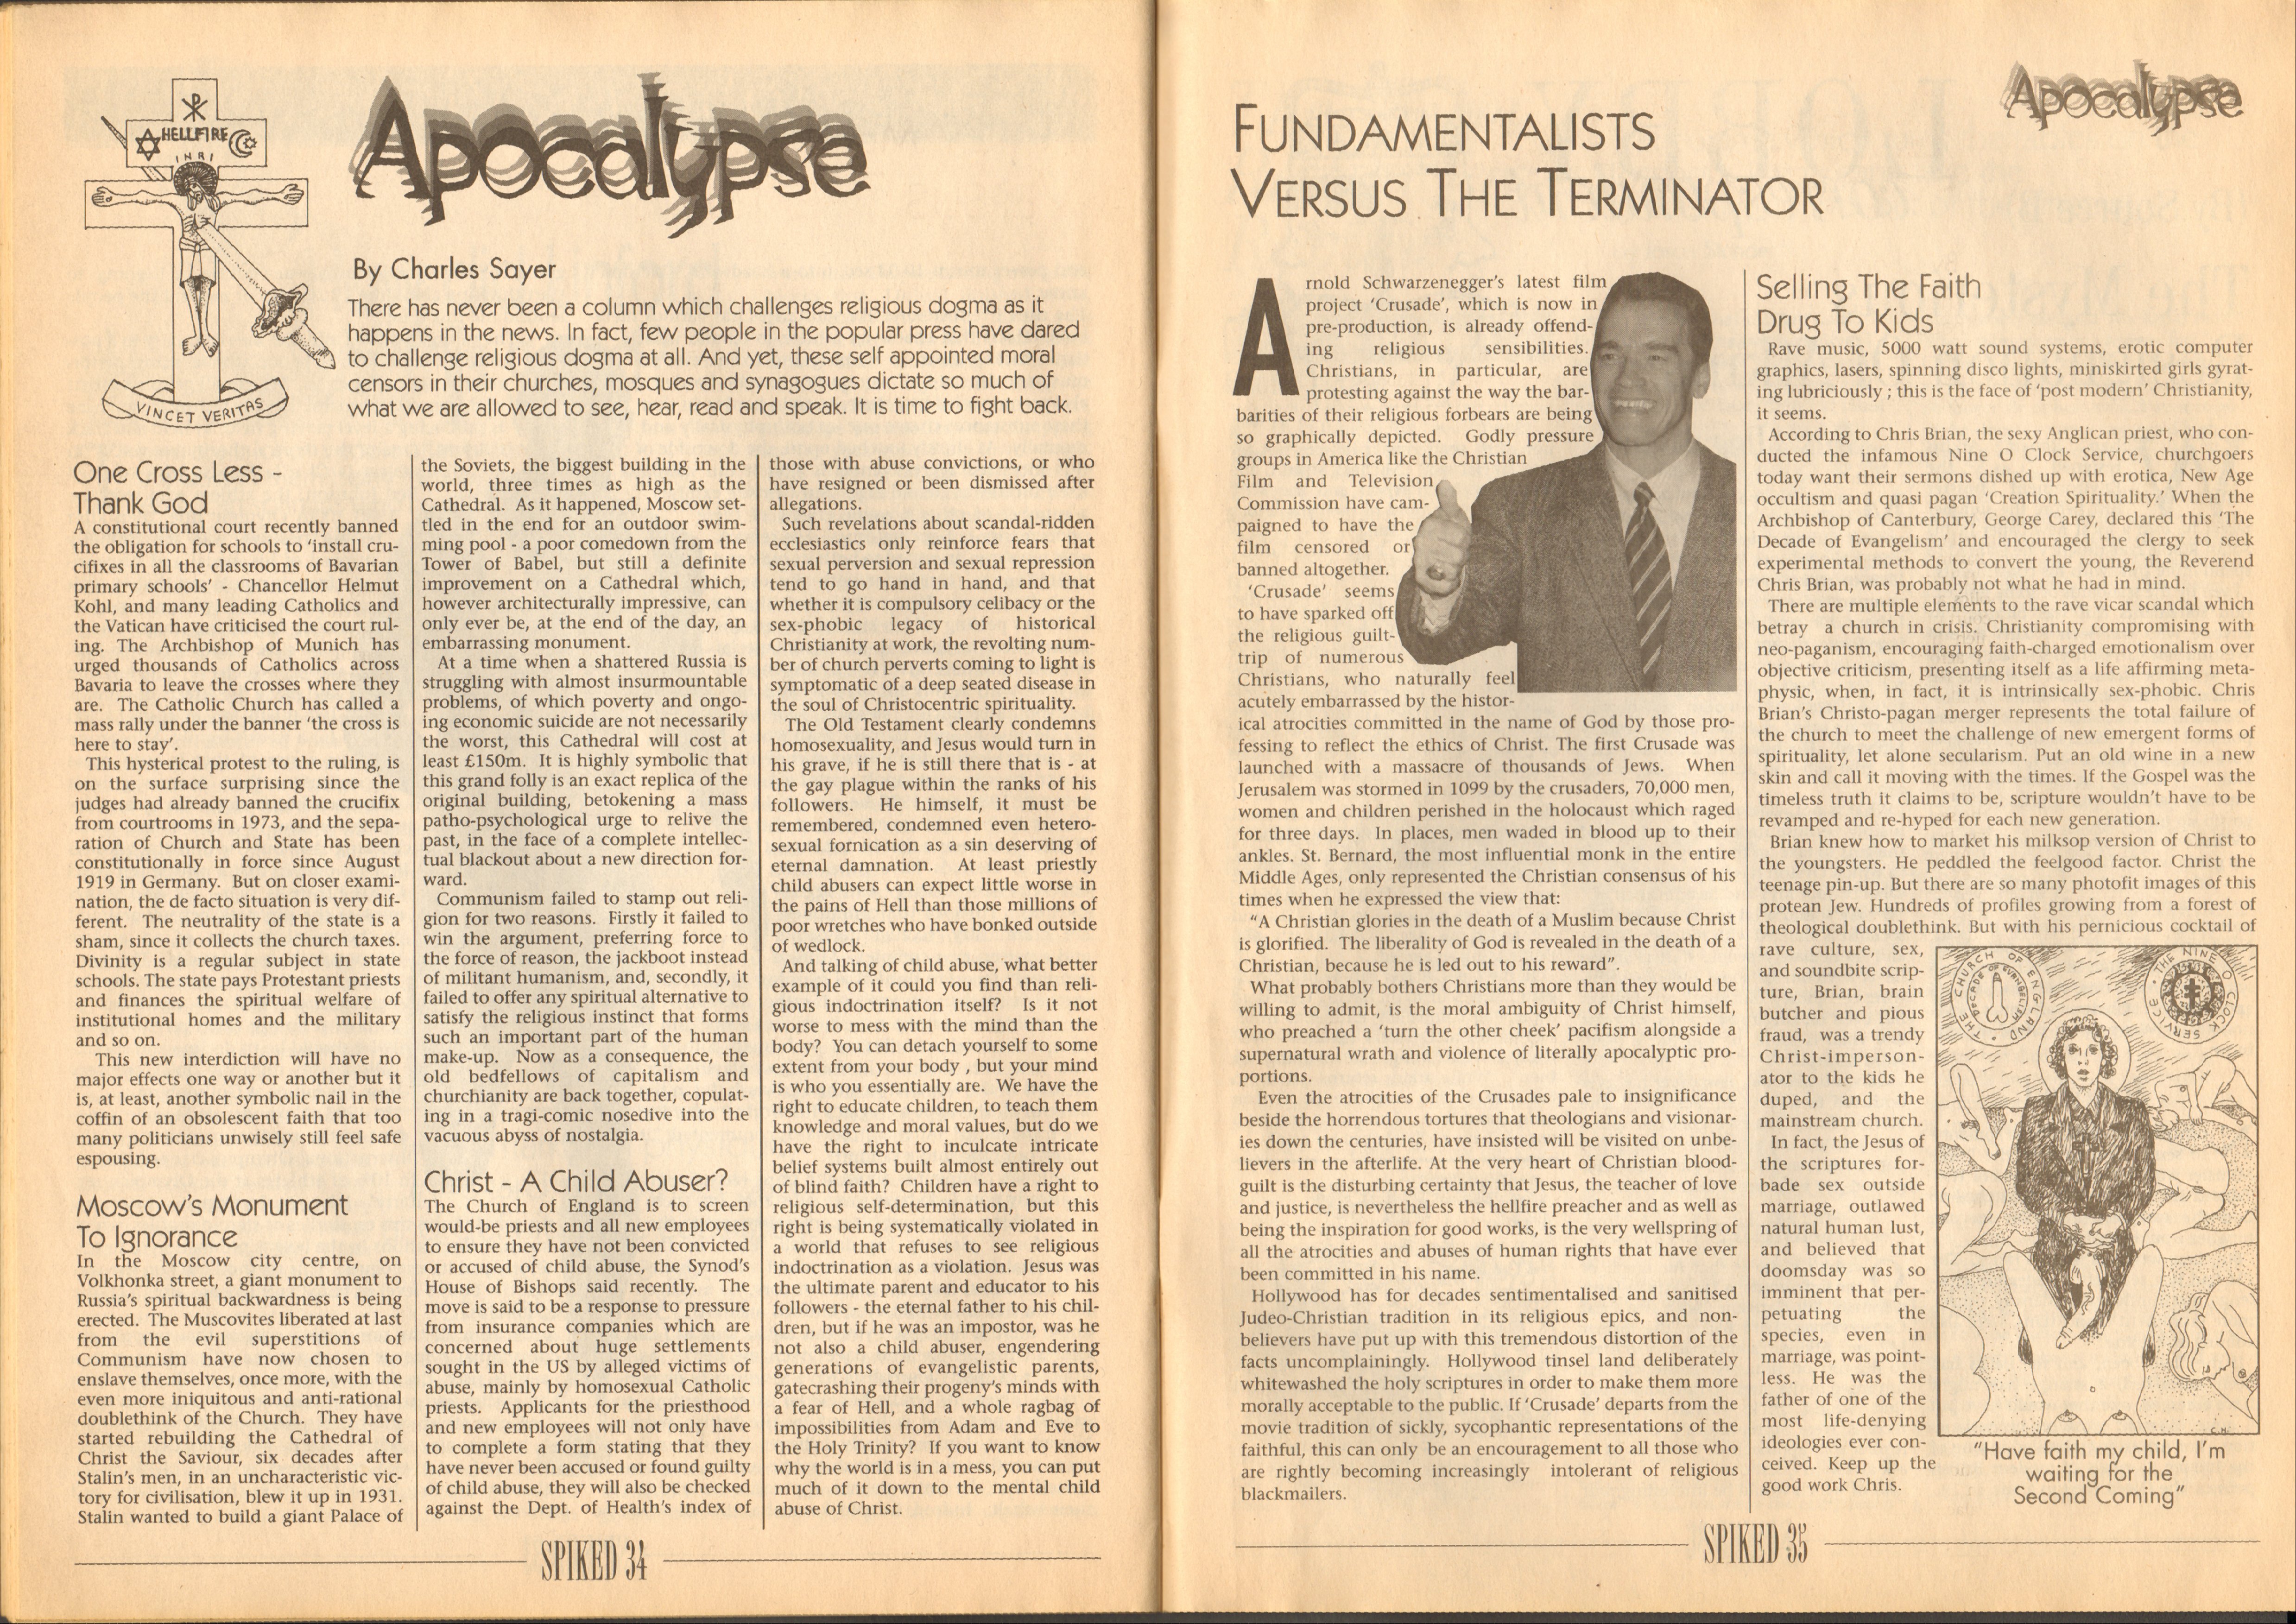 HELLFIRE
INRI
VINCET VERITAS
Apocalypse
By Charles Sayer
There has never been a column which challenges religious dogma as it
happens in the news. In fact, few people in the popular press have dared
to challenge religious dogma at all. And yet, these self appointed moral
censors in their churches, mosques and synagogues dictate so much of
what we are allowed to see, hear, read and speak. It is time to fight back.
One Cross Less -
Thank God
A constitutional court recently banned
the obligation for schools to ‘install cru-
cifixes in all the classrooms of Bavarian
primary schools’ - Chancellor Helmut
Kohl, and many leading Catholics and
the Vatican have criticised the court rul-
ing. The Archbishop of Munich has
urged thousands of Catholics across
Bavaria to leave the crosses where they
are. The Catholic Church has called a
mass rally under the banner ‘the cross is
here to stay’.
This hysterical protest to the ruling, is
on the surface surprising since the
judges had already banned the crucifix
from courtrooms in 1973, and the sepa-
ration of Church and State has been
constitutionally in force since August
1919 in Germany. But on closer exami-
nation, the de facto situation is very dif-
ferent. The neutrality of the state is a
sham, since it collects the church taxes.
Divinity is a regular subject in state
schools. The state pays Protestant priests
and finances the spiritual welfare of
institutional homes and the military
and so on.
This new interdiction will have no
major effects one way or another but it
is, at least, another symbolic nail in the
coffin of an obsolescent faith that too
many politicians unwisely still feel safe
espousing.
Moscow’s Monument
To Ignorance
In the Moscow city centre, on
Volkhonka street, a giant monument to
Russia’s spiritual backwardness is being
erected. The Muscovites liberated at last
from the evil superstitions of
Communism have now chosen to
enslave themselves, once more, with the
even more iniquitous and anti-rational
doublethink of the Church. They have
started rebuilding the Cathedral of
Christ the Saviour, six decades after
Stalin’s men, in an uncharacteristic vic-
tory for civilisation, blew it up in 1931.
Stalin wanted to build a giant Palace of
the Soviets, the biggest building in the
world, three times as high as the
Cathedral. As it happened, Moscow set-
tled in the end for an outdoor swim-
ming pool - a poor comedown from the
Tower of Babel, but still a definite
improvement on a Cathedral which,
however architecturally impressive, can
only ever be, at the end of the day, an
embarrassing monument.
At a time when a shattered Russia is
struggling with almost insurmountable
problems, of which poverty and ongo-
ing economic suicide are not necessarily
the worst, this Cathedral will cost at
least £150m. It is highly symbolic that
this grand folly is an exact replica of the
original building, betokening a mass
patho-psychological urge to relive the
past, in the face of a complete intellec-
tual blackout about a new direction for-
ward.
Communism failed to stamp out reli-
gion for two reasons. Firstly it failed to
win the argument, preferring force to
the force of reason, the jackboot instead
of militant humanism, and, secondly, it
failed to offer any spiritual alternative to
satisfy the religious instinct that forms
such an important part of the human
make-up. Now as a consequence, the
old bedfellows of capitalism and
churchianity are back together, copulat-
ing in a tragi-comic nosedive into the
vacuous abyss of nostalgia.
Christ - A Child Abuser?
The Church of England is to screen
would-be priests and all new employees
to ensure they have not been convicted
or accused of child abuse, the Synod’s
House of Bishops said recently. The
move is said to be a response to pressure
from insurance companies which are
concerned about huge settlements
sought in the US by alleged victims of
abuse, mainly by homosexual Catholic
priests. Applicants for the priesthood
and new employees will not only have
to complete a form stating that they
have never been accused or found guilty
of child abuse, they will also be checked
against the Dept. of Health’s index of
those with abuse convictions, or who
have resigned or been dismissed after
allegations.
Such revelations about scandal-ridden
ecclesiastics only reinforce fears that
sexual perversion and sexual repression
tend to go hand in hand, and that
whether it is compulsory celibacy or the
sex-phobic legacy of historical
Christianity at work, the revolting num-
ber of church perverts coming to light is
symptomatic of a deep seated disease in
the soul of Christocentric spirituality.
The Old Testament clearly condemns
homosexuality, and Jesus would turn in
his grave, if he is still there that is - at
the gay plague within the ranks of his
followers. He himself, it must be
remembered, condemned even hetero-
sexual fornication as a sin deserving of
eternal damnation. At least priestly
child abusers can expect little worse in
the pains of Hell than those millions of
poor wretches who have bonked outside
of wedlock.
And talking of child abuse, what better
example of it could you find than reli-
gious indoctrination itself? Is it not
worse to mess with the mind than the
body? You can detach yourself to some
extent from your body , but your mind
is who you essentially are. We have the
right to educate children, to teach them
knowledge and moral values, but do we
have the right to inculcate intricate
belief systems built almost entirely out
of blind faith? Children have a right to
religious self-determination, but this
right is being systematically violated in
a world that refuses to see religious
indoctrination as a violation. Jesus was
the ultimate parent and educator to his
followers - the eternal father to his chil-
dren, but if he was an impostor, was he
not also a child abuser, engendering
generations of evangelistic parents,
gatecrashing their progeny’s minds with
a fear of Hell, and a whole ragbag of
impossibilities from Adam and Eve to
the Holy Trinity? If you want to know
why the world is in a mess, you can put
much of it down to the mental child
abuse of Christ.
SPIKED 34
Apocalypse
FUNDAMENTALISTS
VERSUS THE TERMINATOR
Arnold Schwarzenegger’s latest film
project ‘Crusade’, which is now in
pre-production, is already offend-
ing religious sensibilities.
Christians, in particular, are
protesting against the way the bar-
barities of their religious forbears are being
so graphically depicted. Godly pressure
groups in America like the Christian
Film and Television
Commission have cam-
paigned to have the
film censored or
banned altogether.
‘Crusade’ seems
to have sparked off
the religious guilt-
trip of numerous
Christians, who naturally feel
acutely embarrassed by the histor-
ical atrocities committed in the name of God by those pro-
fessing to reflect the ethics of Christ. The first Crusade was
launched with a massacre of thousands of Jews. When
Jerusalem was stormed in 1099 by the crusaders, 70,000 men,
women and children perished in the holocaust which raged
for three days. In places, men waded in blood up to their
ankles. St. Bernard, the most influential monk in the entire
Middle Ages, only represented the Christian consensus of his
times when he expressed the view that:
“A Christian glories in the death of a Muslim because Christ
is glorified. The liberality of God is revealed in the death of a
Christian, because he is led out to his reward”.
What probably bothers Christians more than they would be
willing to admit, is the moral ambiguity of Christ himself,
who preached a ‘turn the other cheek’ pacifism alongside a
supernatural wrath and violence of literally apocalyptic pro-
portions.
Even the atrocities of the Crusades pale to insignificance
beside the horrendous tortures that theologians and visionar-
ies down the centuries, have insisted will be visited on unbe-
lievers in the afterlife. At the very heart of Christian blood-
guilt is the disturbing certainty that Jesus, the teacher of love
and justice, is nevertheless the hellfire preacher and as well as
being the inspiration for good works, is the very wellspring of
all the atrocities and abuses of human rights that have ever
been committed in his name.
Hollywood has for decades sentimentalised and sanitised
Judeo-Christian tradition in its religious epics, and non-
believers have put up with this tremendous distortion of the
facts uncomplainingly. Hollywood tinsel land deliberately
whitewashed the holy scriptures in order to make them more
morally acceptable to the public. If ‘Crusade’ departs from the
movie tradition of sickly, sycophantic representations of the
faithful, this can only be an encouragement to all those who
are rightly becoming increasingly intolerant of religious
blackmailers.
Selling The Faith
Drug To Kids
Rave music, 5000 watt sound systems, erotic computer
graphics, lasers, spinning disco lights, miniskirted girls gyrat-
ing lubriciously ; this is the face of ‘post modern’ Christianity,
it seems.
According to Chris Brian, the sexy Anglican priest, who con-
ducted the infamous Nine O Clock Service, churchgoers
today want their sermons dished up with erotica, New Age
occultism and quasi pagan ‘Creation Spirituality.’ When the
Archbishop of Canterbury, George Carey, declared this ‘The
Decade of Evangelism’ and encouraged the clergy to seek
experimental methods to convert the young, the Reverend
Chris Brian, was probably not what he had in mind.
There are multiple elements to the rave vicar scandal which
betray a church in crisis. Christianity compromising with
neo-paganism, encouraging faith-charged emotionalism over
objective criticism, presenting itself as a life affirming meta-
physic, when, in fact, it is intrinsically sex-phobic. Chris
Brian’s Christo-pagan merger represents the total failure of
the church to meet the challenge of new emergent forms of
spirituality, let alone secularism. Put an old wine in a new
skin and call it moving with the times. If the Gospel was the
timeless truth it claims to be, scripture wouldn’t have to be
revamped and re-hyped for each new generation.
Brian knew how to market his milksop version of Christ to
the youngsters. He peddled the feelgood factor. Christ the
teenage pin-up. But there are so many photofit images of this
protean Jew. Hundreds of profiles growing from a forest of
theological doublethink. But with his pernicious cocktail of
rave culture, sex,
and soundbite scrip-
ture, Brian, brain
butcher and pious
fraud, was a trendy
Christ-imperson-
ator to the kids he
duped, and the
mainstream church.
In fact, the Jesus of
the scriptures for-
bade sex outside
marriage, outlawed
natural human lust,
and believed that
doomsday was so
imminent that per-
petuating the
species, even in
marriage, was point-
less. He was the
father of one of the
most life-denying
ideologies ever con-
ceived. Keep up the
good work Chris.
THE CHURCH OF ENGLAND
DECADE OF EVANGELISM
THE NINE O CLOCK SERVICE
C.H.
“Have faith my child, I’m
waiting for the
Second Coming”
SPIKED 35